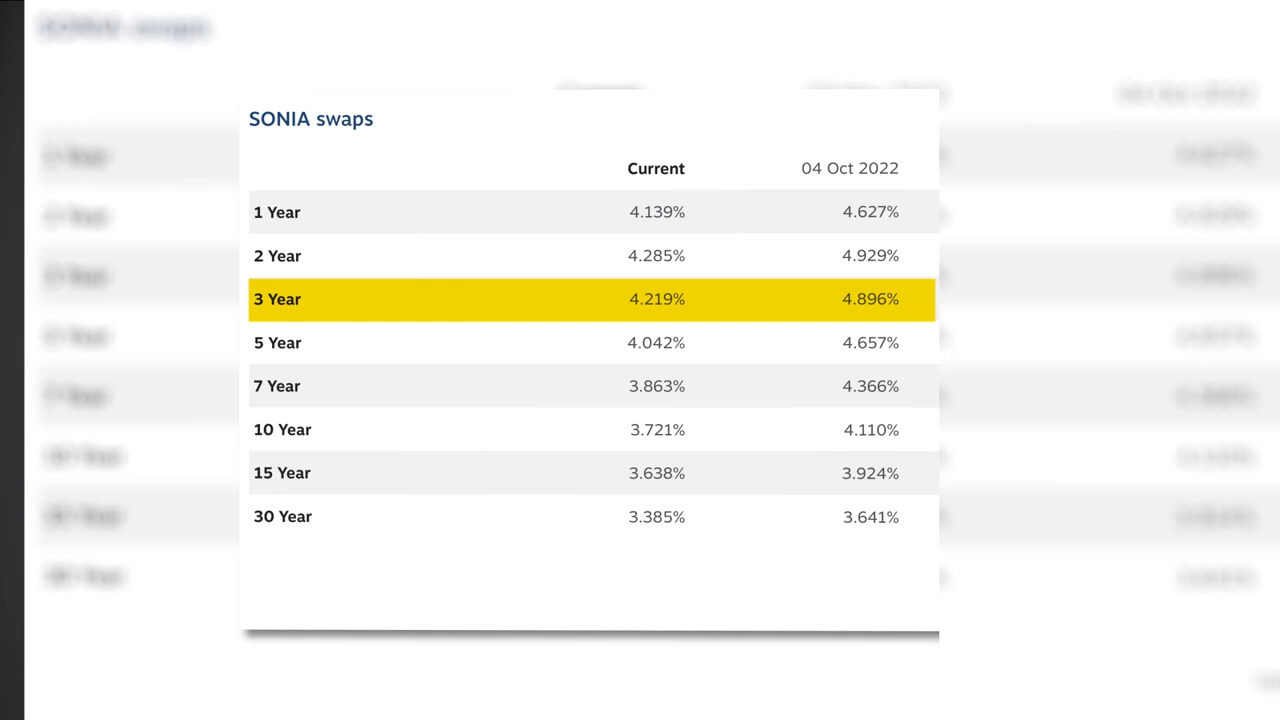 SONIA swaps
Current 04 Oct 2022
1 Year 4.139% 4.627%
2 Year 4.285% 4.929%
3 Year 4.219% 4.896%
5 Year 4.042% 4.657%
7 Year 3.863% 4.366%
10 Year 3.721% 4.110%
15 Year 3.638% 3.924%
30 Year 3.385% 3.641%